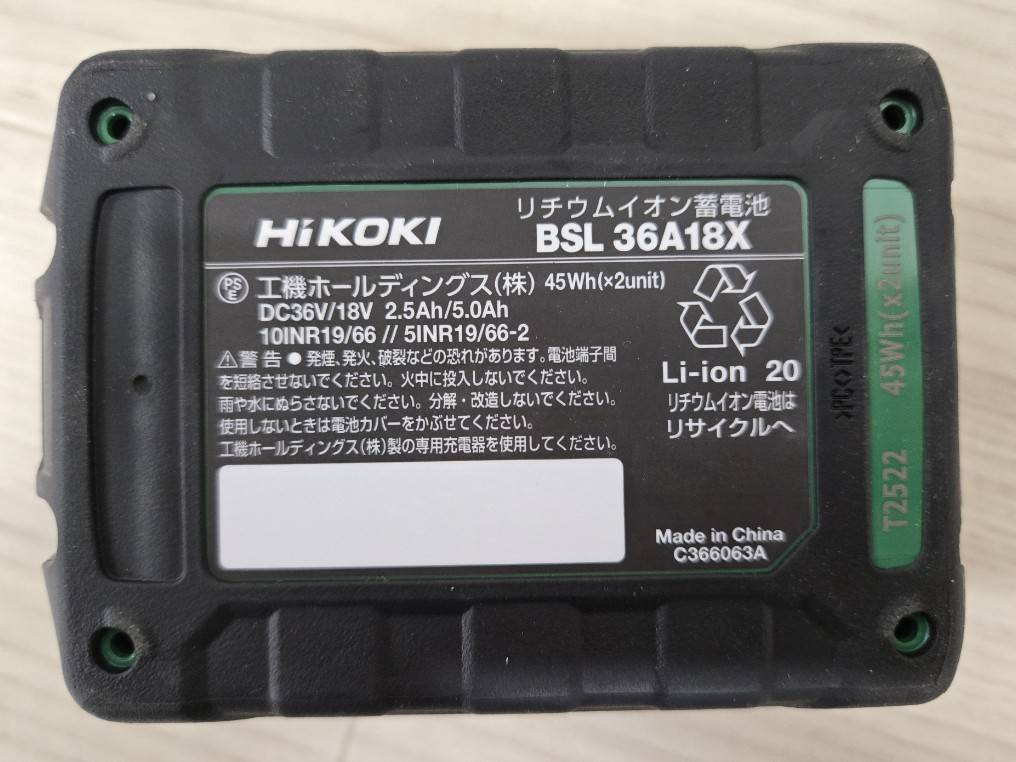 HiKOKI
リチウムイオン蓄電池
BSL 36A18X
PS
E
工機ホールディングス(株) 45Wh(×2unit)
DC36V/18V 2.5Ah/5.0Ah
10INR19/66 // 5INR19/66-2
⚠警告 ●発煙、発火、破裂などの恐れがあります。電池端子間
を短絡させないでください。火中に投入しないでください。
雨や水にぬらさないでください。分解・改造しないでください。
使用しないときは電池カバーをかぶせてください。
工機ホールディングス(株)製の専用充電器を使用してください。
Li-ion 20
リチウムイオン電池は
リサイクルへ
Made in China
C366063A
>PC<>TPE<
T2522 45Wh(x2unit)